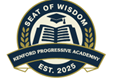 SEAT OF WISDOM
RENFORD PROGRESSIVE ACADEMY
EST. 2025